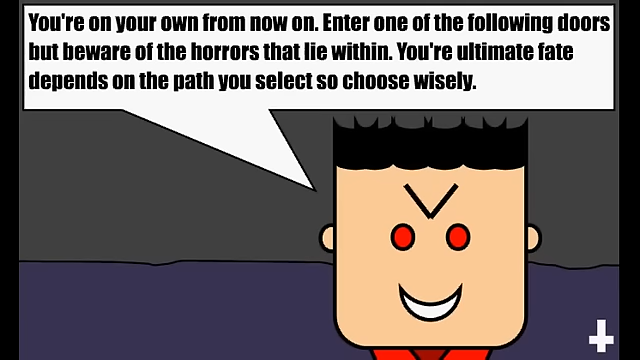 You're on your own from now on. Enter one of the following doors
but beware of the horrors that lie within. You're ultimate fate
depends on the path you select so choose wisely.